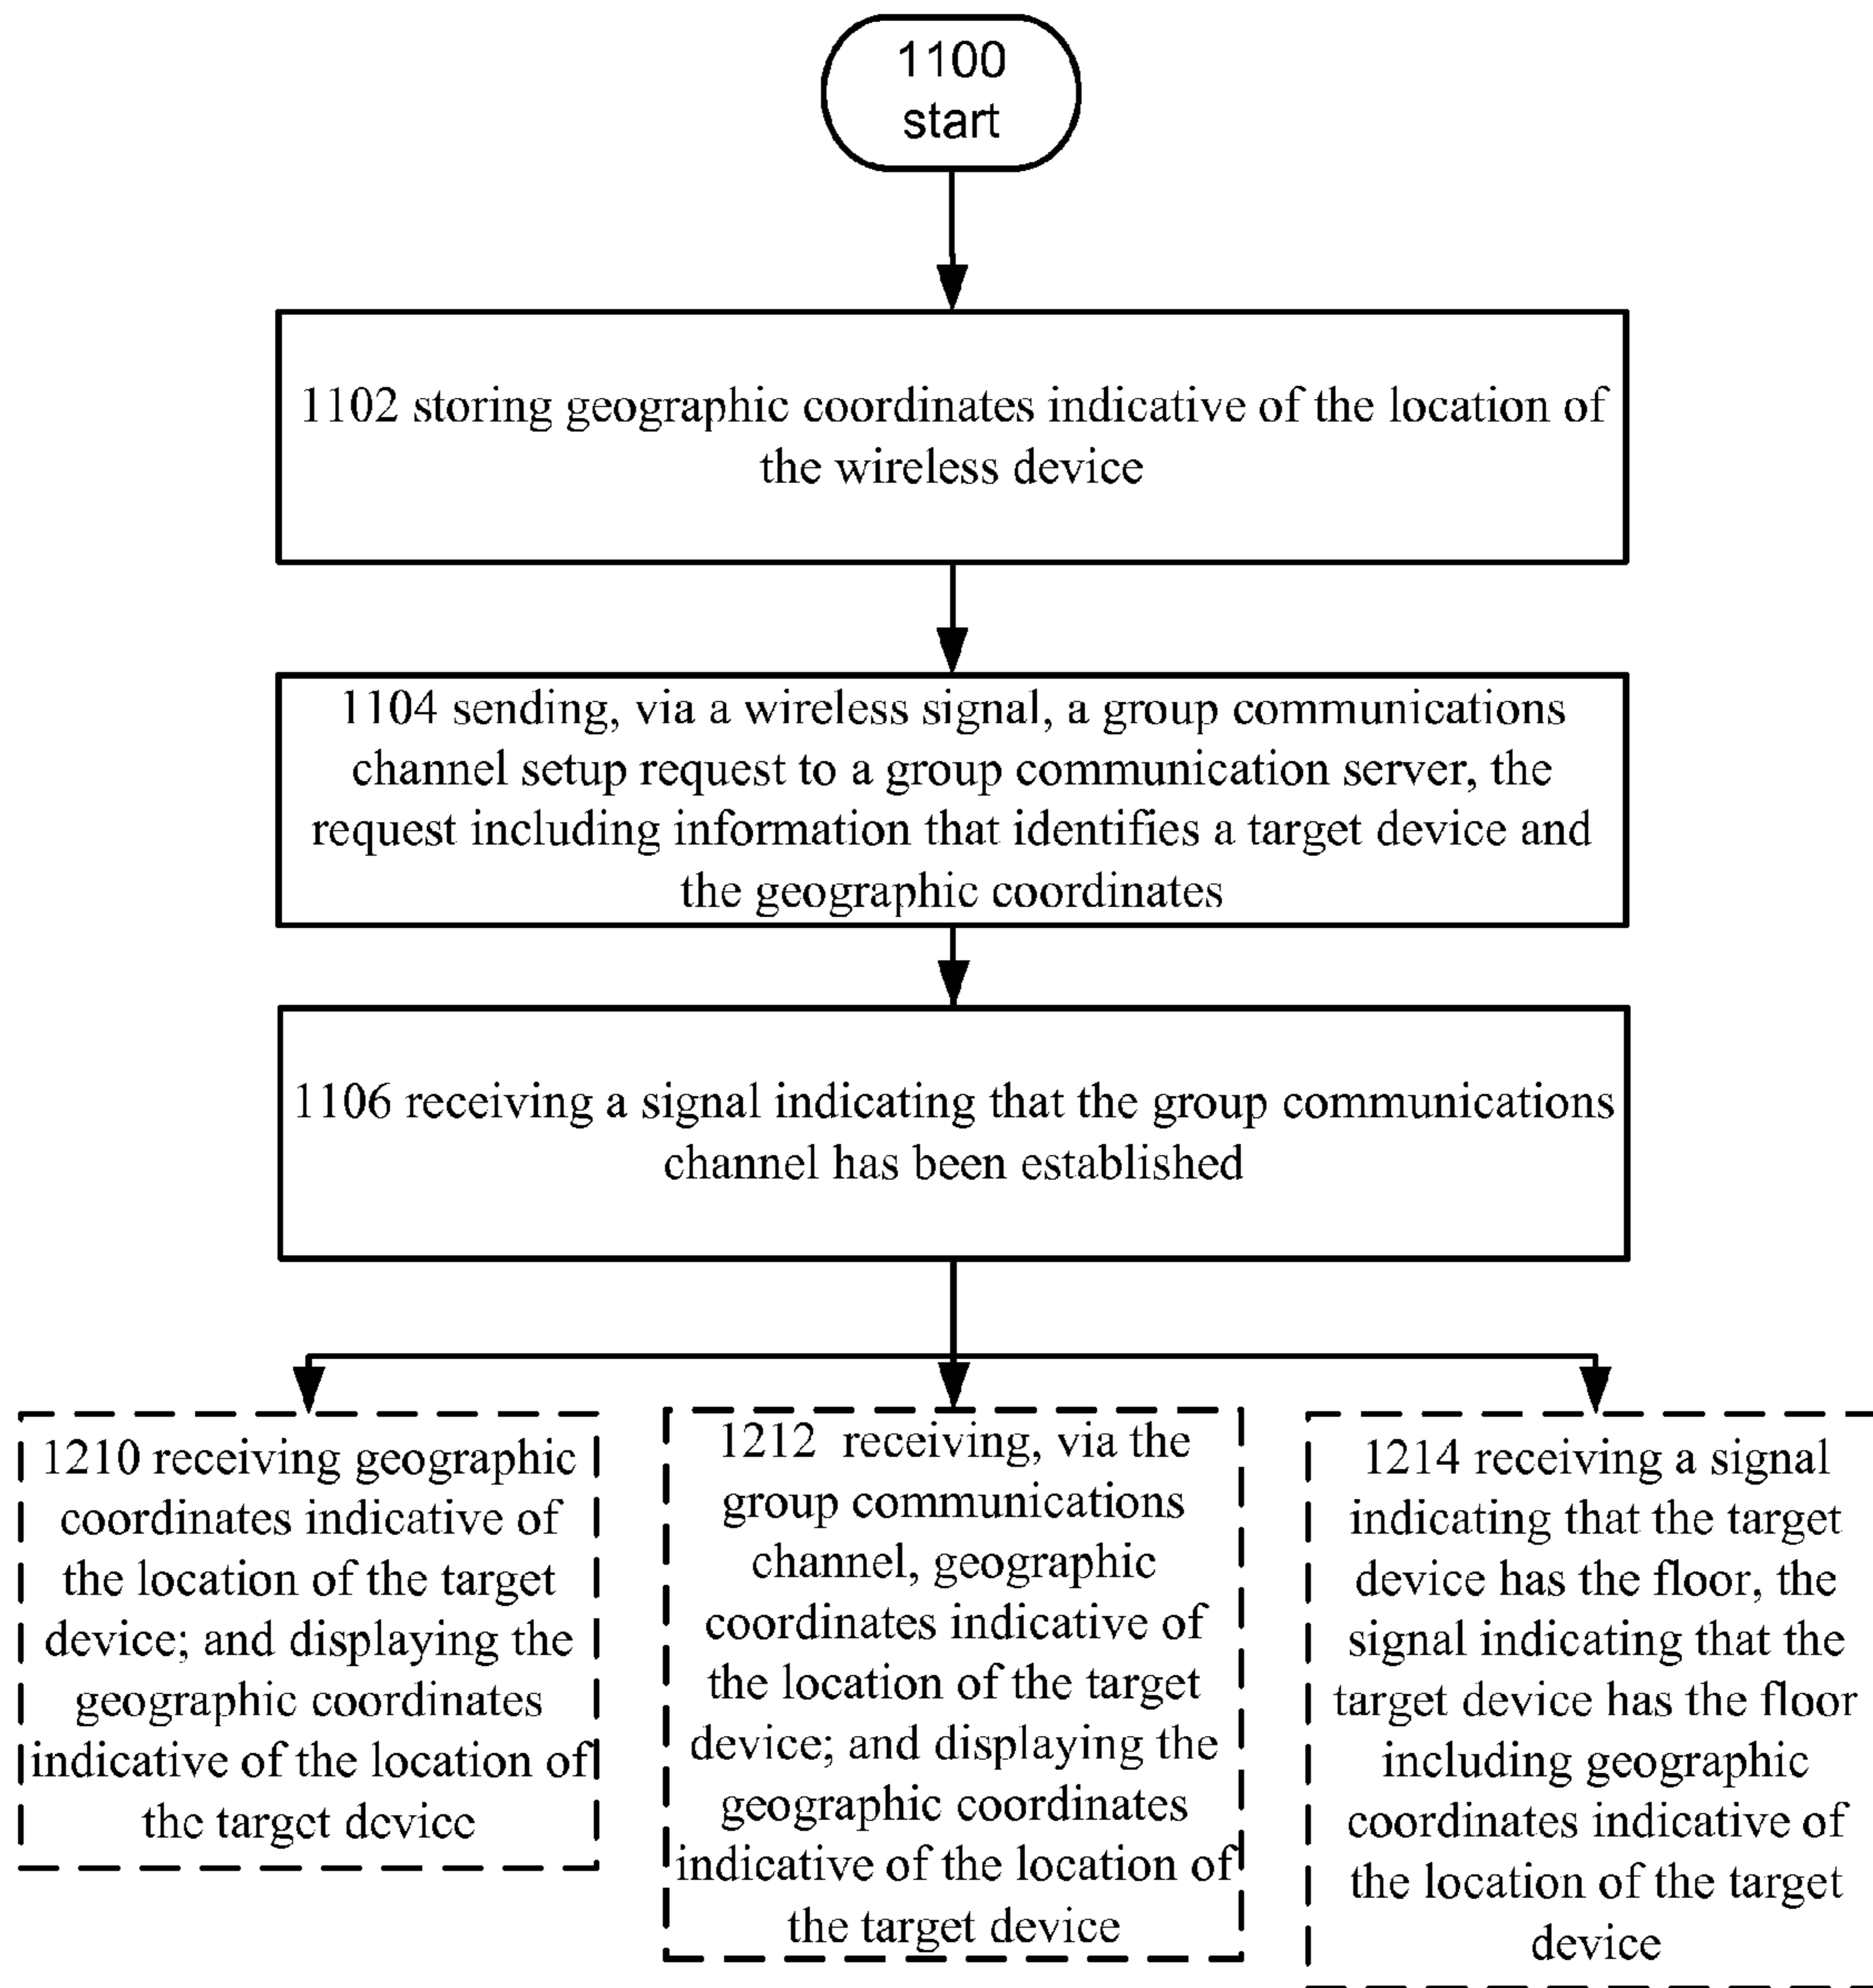 1100
start
1102 storing geographic coordinates indicative of the location of
the wireless device
1104 sending, via a wireless signal, a group communications
channel setup request to a group communication server, the
request including information that identifies a target device and
the geographic coordinates
1106 receiving a signal indicating that the group communications
channel has been established
1210 receiving geographic
coordinates indicative of
the location of the target
device; and displaying the
geographic coordinates
indicative of the location of
the target device
1212 receiving, via the
group communications
channel, geographic
coordinates indicative of
the location of the target
device; and displaying the
geographic coordinates
indicative of the location of
the target device
1214 receiving a signal
indicating that the target
device has the floor, the
signal indicating that the
target device has the floor
including geographic
coordinates indicative of
the location of the target
device